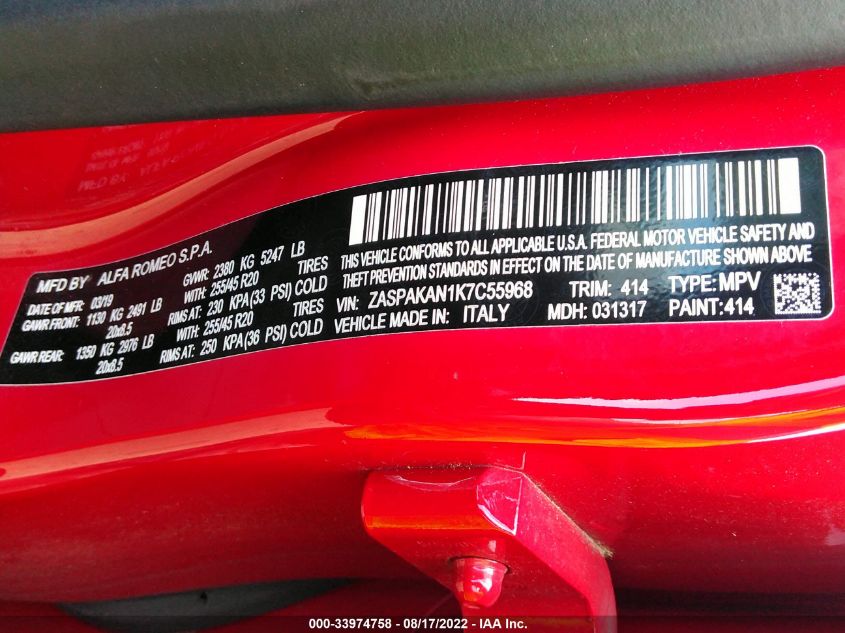 MFD BY ALFA ROMEO S.P.A.
DATE OF MFR: 03/19 GVWR: 2380 KG 5247 LB
GAWR FRONT: 1130 KG 2491 LB WITH: 255/45 R20 TIRES
20x8.5 RIMS AT: 230 KPA(33 PSI) COLD
GAWR REAR: 1350 KG 2976 LB WITH: 255/45 R20 TIRES
20x8.5 RIMS AT: 250 KPA(36 PSI) COLD
THIS VEHICLE CONFORMS TO ALL APPLICABLE U.S.A. FEDERAL MOTOR VEHICLE SAFETY AND
THEFT PREVENTION STANDARDS IN EFFECT ON THE DATE OF MANUFACTURE SHOWN ABOVE
VIN: ZASPAKAN1K7C55968 TRIM: 414 TYPE: MPV
VEHICLE MADE IN: ITALY MDH: 031317 PAINT: 414
000-33974758 - 08/17/2022 - IAA Inc.